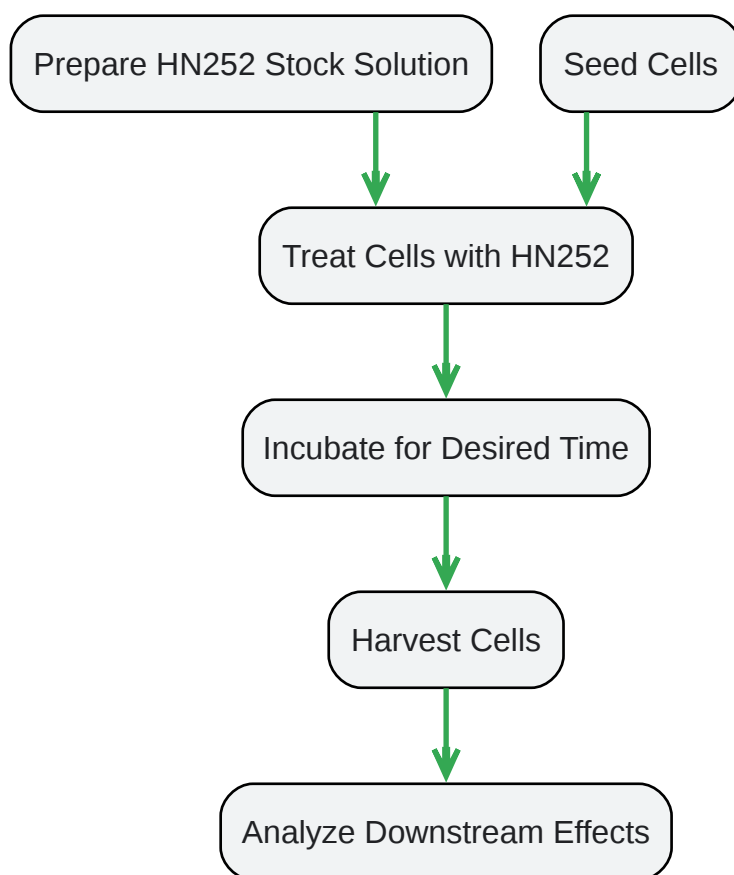 Prepare HN252 Stock Solution
Seed Cells
Treat Cells with HN252
Incubate for Desired Time
Harvest Cells
Analyze Downstream Effects